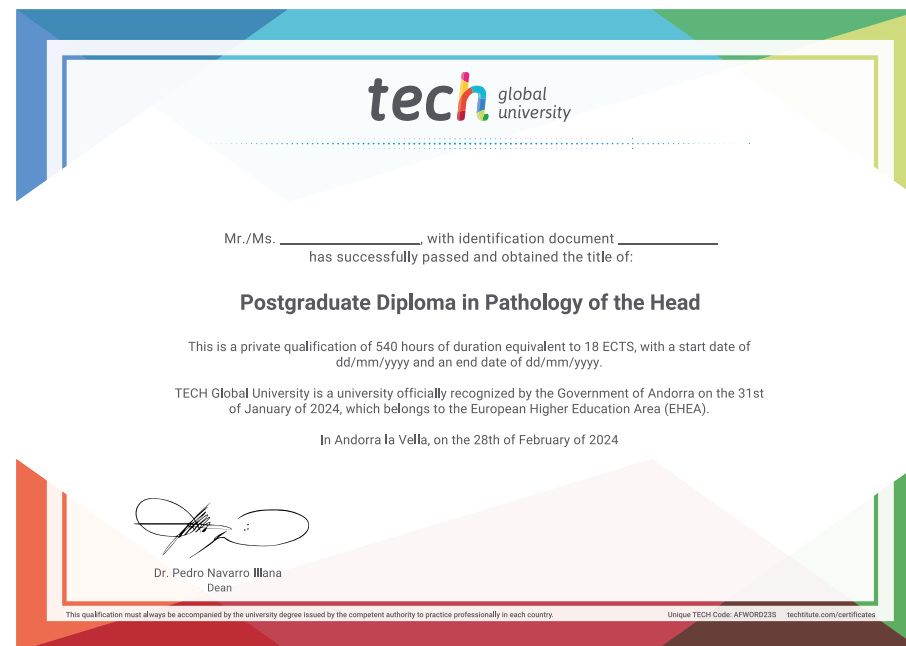 tech global university
Mr./Ms. ____________, with identification document ____________
has successfully passed and obtained the title of:
Postgraduate Diploma in Pathology of the Head
This is a private qualification of 540 hours of duration equivalent to 18 ECTS, with a start date of
dd/mm/yyyy and an end date of dd/mm/yyyy.
TECH Global University is a university officially recognized by the Government of Andorra on the 31st
of January of 2024, which belongs to the European Higher Education Area (EHEA).
In Andorra la Vella, on the 28th of February of 2024
Dr. Pedro Navarro Illana
Dean
This qualification must always be accompanied by the university degree issued by the competent authority to practice professionally in each country.
Unique TECH Code: AFWORD23S techtitute.com/certificates